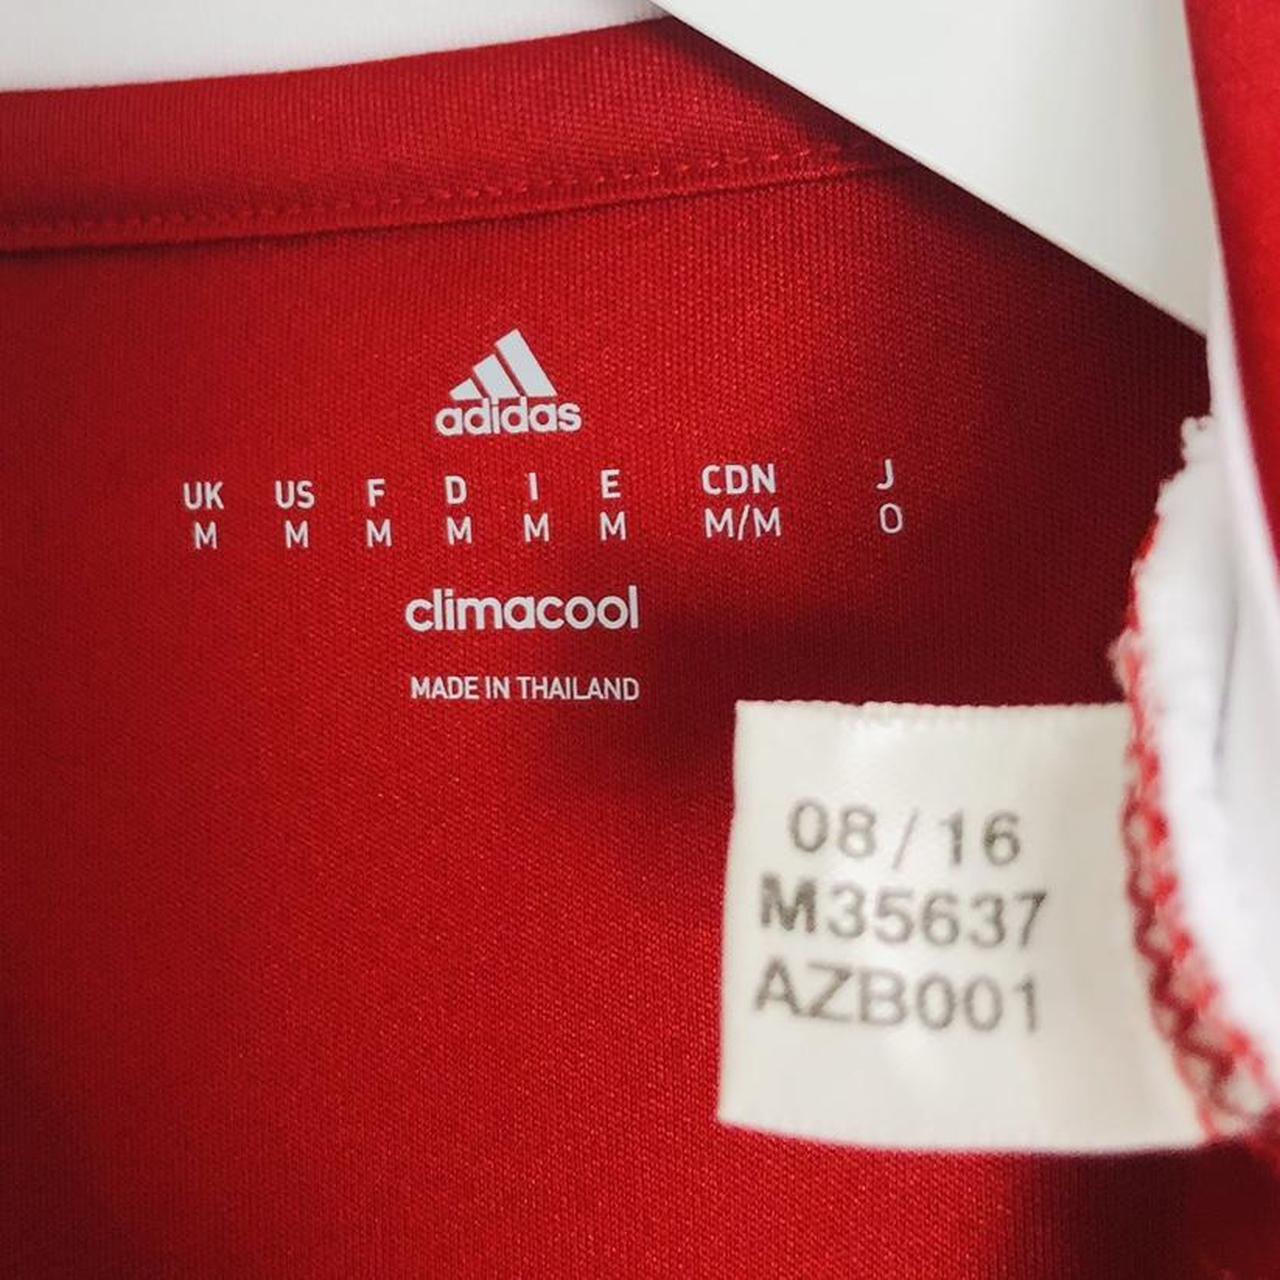 adidas
UK US F D I E CDN J
M M M M M M M/M O
climacool
MADE IN THAILAND
08/16
M35637
AZB001